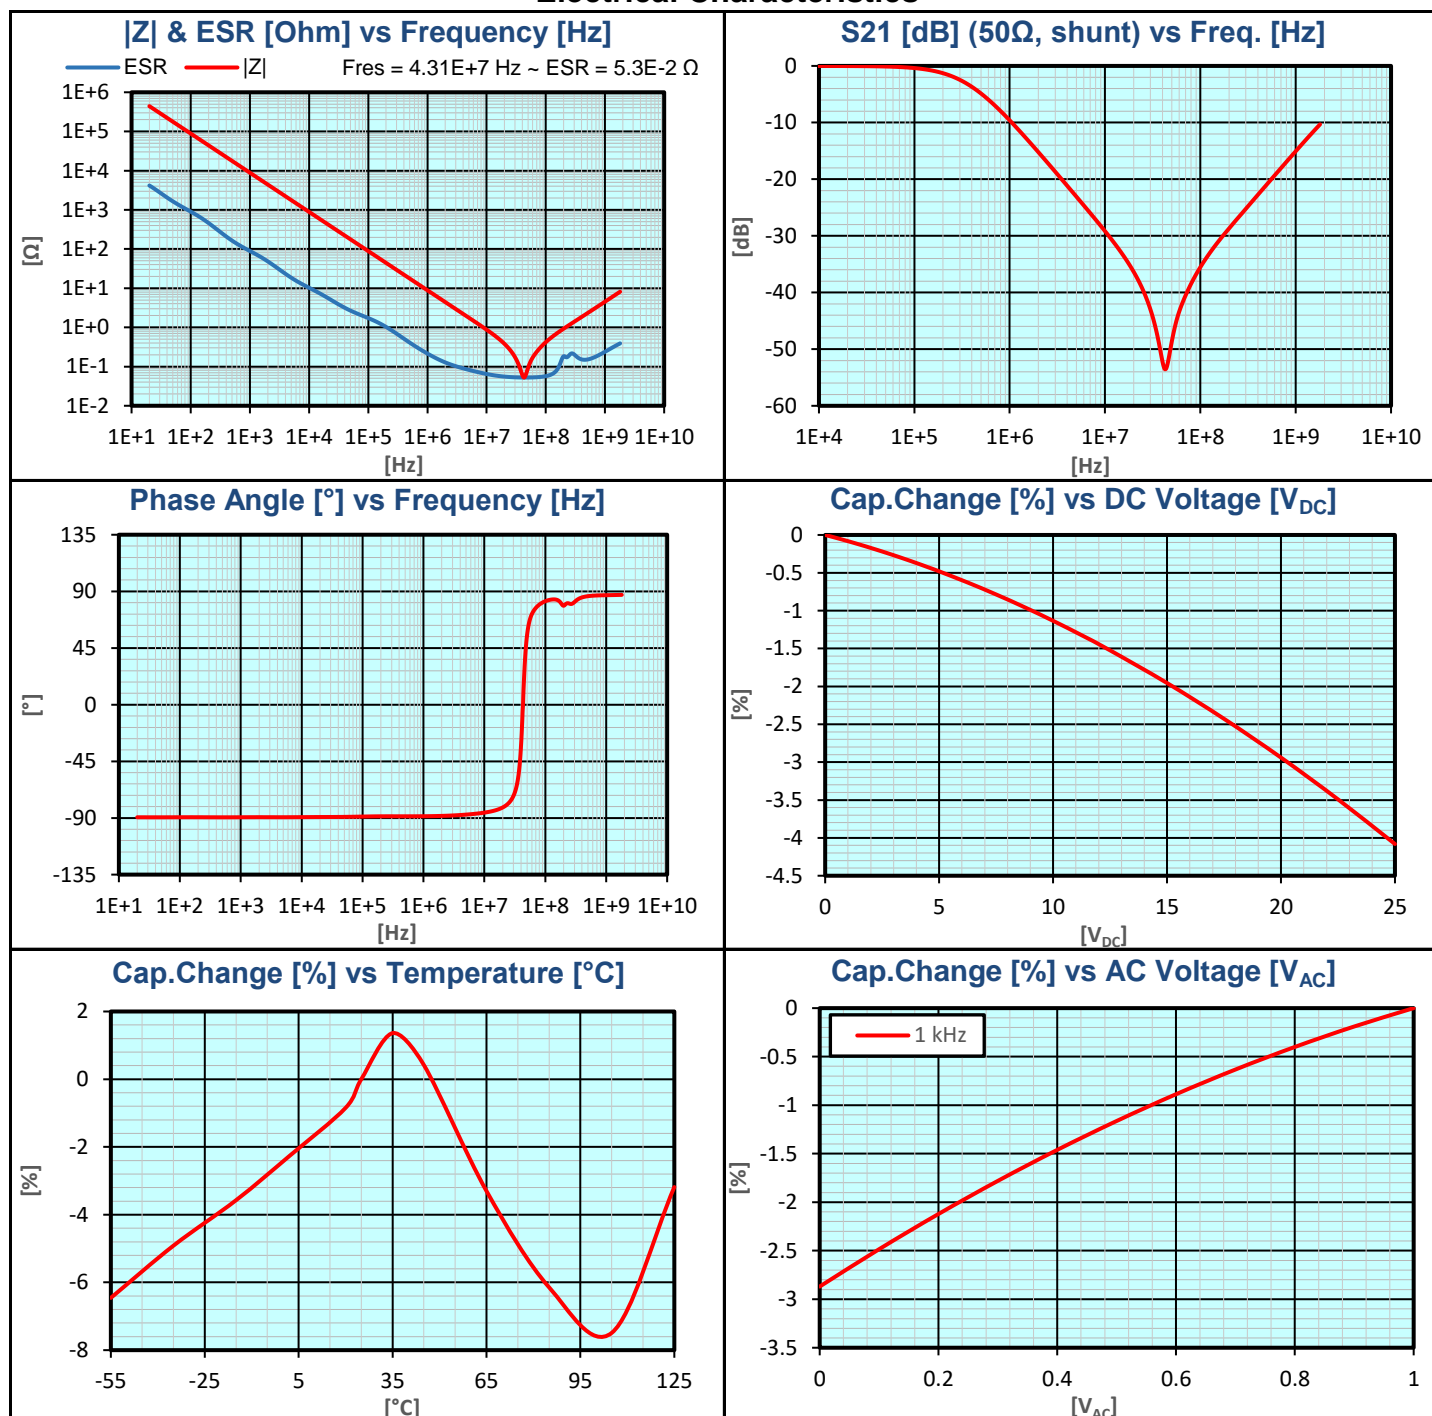 Electrical Characteristics
|Z| & ESR [Ohm] vs Frequency [Hz]
ESR |Z| Fres = 4.31E+7 Hz ~ ESR = 5.3E-2 Ω
1E+6
1E+5
1E+4
1E+3
1E+2
1E+1
1E+0
1E-1
1E-2
[Ω]
1E+1 1E+2 1E+3 1E+4 1E+5 1E+6 1E+7 1E+8 1E+9 1E+10
[Hz]
S21 [dB] (50Ω, shunt) vs Freq. [Hz]
0
-10
-20
-30
-40
-50
-60
[dB]
1E+4 1E+5 1E+6 1E+7 1E+8 1E+9 1E+10
[Hz]
Phase Angle [°] vs Frequency [Hz]
135
90
45
0
-45
-90
-135
[°]
1E+1 1E+2 1E+3 1E+4 1E+5 1E+6 1E+7 1E+8 1E+9 1E+10
[Hz]
Cap.Change [%] vs DC Voltage [VDC]
0
-0.5
-1
-1.5
-2
-2.5
-3
-3.5
-4
-4.5
[%]
0 5 10 15 20 25
[VDC]
Cap.Change [%] vs Temperature [°C]
2
0
-2
-4
-6
-8
[%]
-55 -25 5 35 65 95 125
[°C]
Cap.Change [%] vs AC Voltage [VAC]
1 kHz
0
-0.5
-1
-1.5
-2
-2.5
-3
-3.5
[%]
0 0.2 0.4 0.6 0.8 1
[VAC]